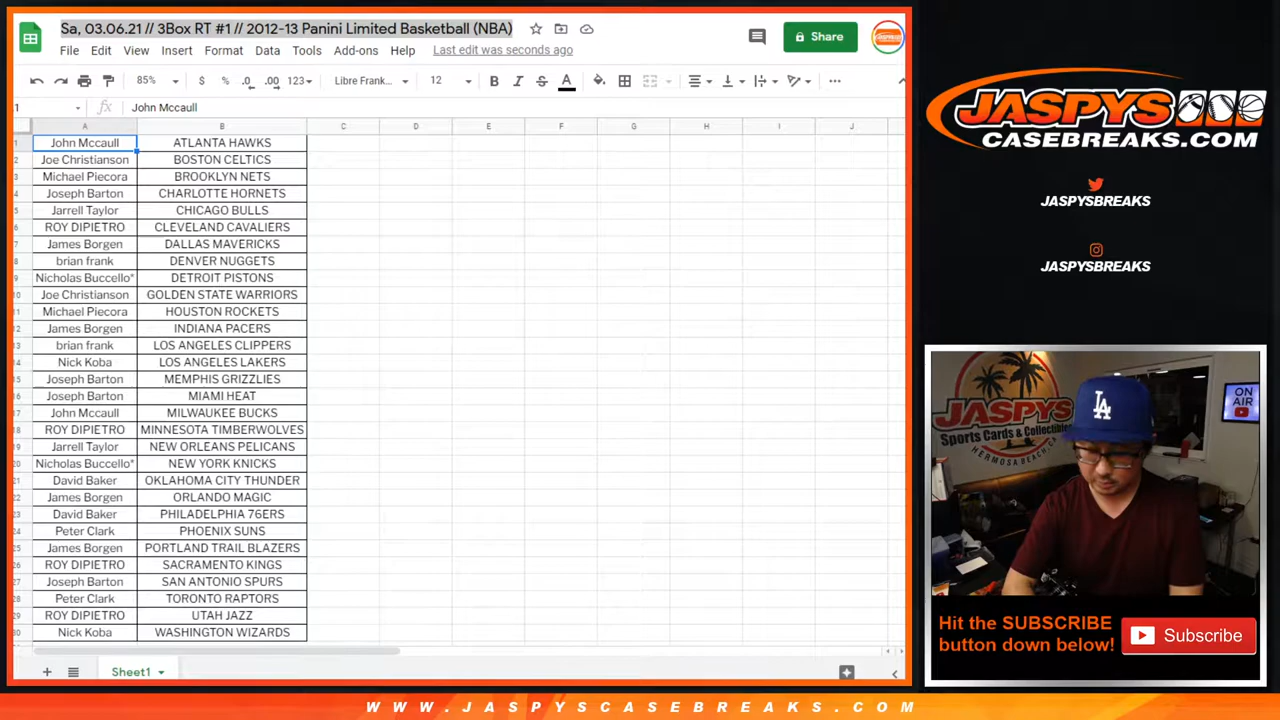 Sa, 03.06.21 // 3Box RT #1 // 2012-13 Panini Limited Basketball (NBA)
File Edit View Insert Format Data Tools Add-ons Help Last edit was seconds ago
Share
85% $ % .0 .00 123 Libre Frank... 12 B I S A
1 fx John Mccaull
A B C D E F G H I J
1 John Mccaull ATLANTA HAWKS
2 Joe Christianson BOSTON CELTICS
3 Michael Piecora BROOKLYN NETS
4 Joseph Barton CHARLOTTE HORNETS
5 Jarrell Taylor CHICAGO BULLS
6 ROY DIPIETRO CLEVELAND CAVALIERS
7 James Borgen DALLAS MAVERICKS
8 brian frank DENVER NUGGETS
9 Nicholas Buccello* DETROIT PISTONS
10 Joe Christianson GOLDEN STATE WARRIORS
11 Michael Piecora HOUSTON ROCKETS
12 James Borgen INDIANA PACERS
13 brian frank LOS ANGELES CLIPPERS
14 Nick Koba LOS ANGELES LAKERS
15 Joseph Barton MEMPHIS GRIZZLIES
16 Joseph Barton MIAMI HEAT
17 John Mccaull MILWAUKEE BUCKS
18 ROY DIPIETRO MINNESOTA TIMBERWOLVES
19 Jarrell Taylor NEW ORLEANS PELICANS
20 Nicholas Buccello* NEW YORK KNICKS
21 David Baker OKLAHOMA CITY THUNDER
22 James Borgen ORLANDO MAGIC
23 David Baker PHILADELPHIA 76ERS
24 Peter Clark PHOENIX SUNS
25 James Borgen PORTLAND TRAIL BLAZERS
26 ROY DIPIETRO SACRAMENTO KINGS
27 Joseph Barton SAN ANTONIO SPURS
28 Peter Clark TORONTO RAPTORS
29 ROY DIPIETRO UTAH JAZZ
30 Nick Koba WASHINGTON WIZARDS
Sheet1
JASPYS
CASEBREAKS.COM
JASPYSBREAKS
JASPYSBREAKS
JASPYS
Sports Cards & Collectibles
HERMOSA BEACH, CA
LA
ON
AIR
Hit the SUBSCRIBE
button down below!
Subscribe
WWW.JASPYSCASEBREAKS.COM